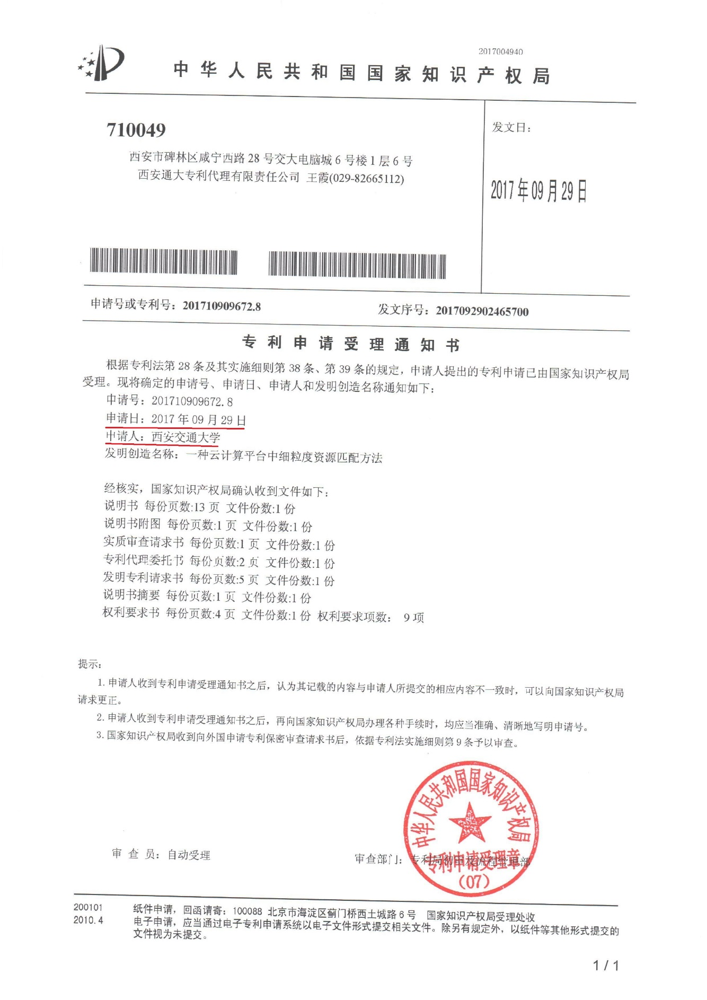 2017004940
中华人民共和国国家知识产权局
710049
西安市碑林区咸宁西路 28 号交大电脑城 6 号楼 1 层 6 号
西安通大专利代理有限责任公司 王霞(029-82665112)
发文日：
2017年09月29日
申请号或专利号：201710909672.8
发文序号：2017092902465700
专利申请受理通知书
根据专利法第 28 条及其实施细则第 38 条、第 39 条的规定，申请人提出的专利申请已由国家知识产权局
受理。现将确定的申请号、申请日、申请人和发明创造名称通知如下：
申请号：201710909672.8
申请日：2017 年 09 月 29 日
申请人：西安交通大学
发明创造名称：一种云计算平台中细粒度资源匹配方法
经核实，国家知识产权局确认收到文件如下：
说明书 每份页数:13 页 文件份数:1 份
说明书附图 每份页数:1 页 文件份数:1 份
实质审查请求书 每份页数:1 页 文件份数:1 份
专利代理委托书 每份页数:2 页 文件份数:1 份
发明专利请求书 每份页数:5 页 文件份数:1 份
说明书摘要 每份页数:1 页 文件份数:1 份
权利要求书 每份页数:4 页 文件份数:1 份 权利要求项数： 9 项
提示：
1. 申请人收到专利申请受理通知书之后，认为其记载的内容与申请人所提交的相应内容不一致时，可以向国家知识产权局
请求更正。
2. 申请人收到专利申请受理通知书之后，再向国家知识产权局办理各种手续时，均应当准确、清晰地写明申请号。
3. 国家知识产权局收到向外国申请专利保密审查请求书后，依据专利法实施细则第 9 条予以审查。
中华人民共和国国家知识产权局
专利申请受理章
(07)
审 查 员：自动受理
审查部门：专利局初审及流程管理部
200101
2010.4
纸件申请，回函请寄：100088 北京市海淀区蓟门桥西土城路 6 号 国家知识产权局受理处收
电子申请，应当通过电子专利申请系统以电子文件形式提交相关文件。除另有规定外，以纸件等其他形式提交的
文件视为未提交。
1 / 1